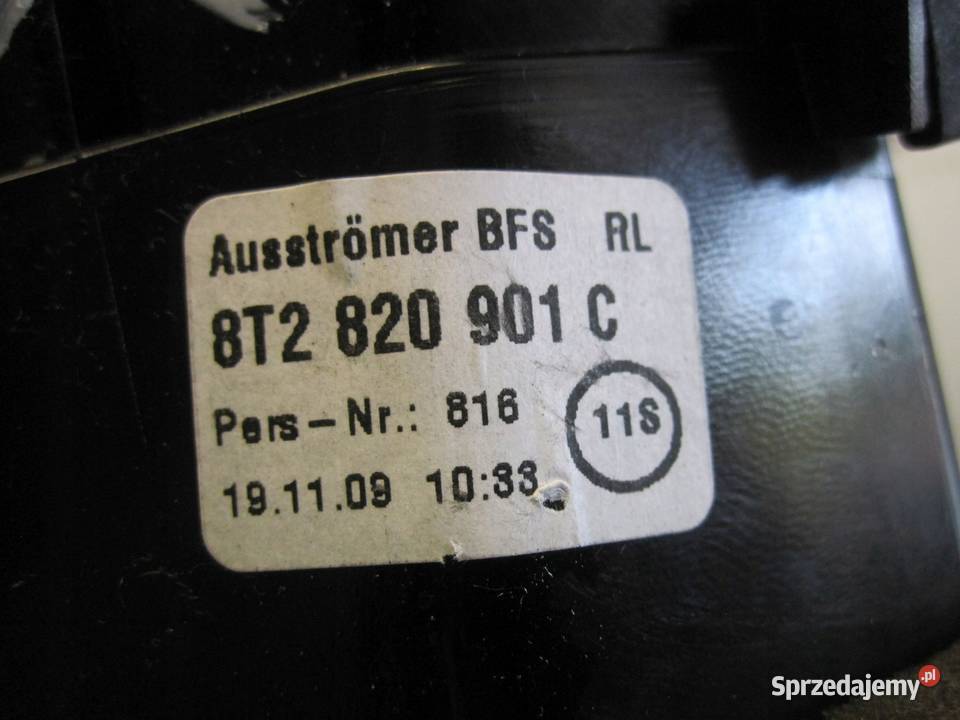 Ausströmer BFS RL
8T2 820 901 C
Pers-Nr.: 816
11S
19.11.09 10:33
Sprzedajemy.pl